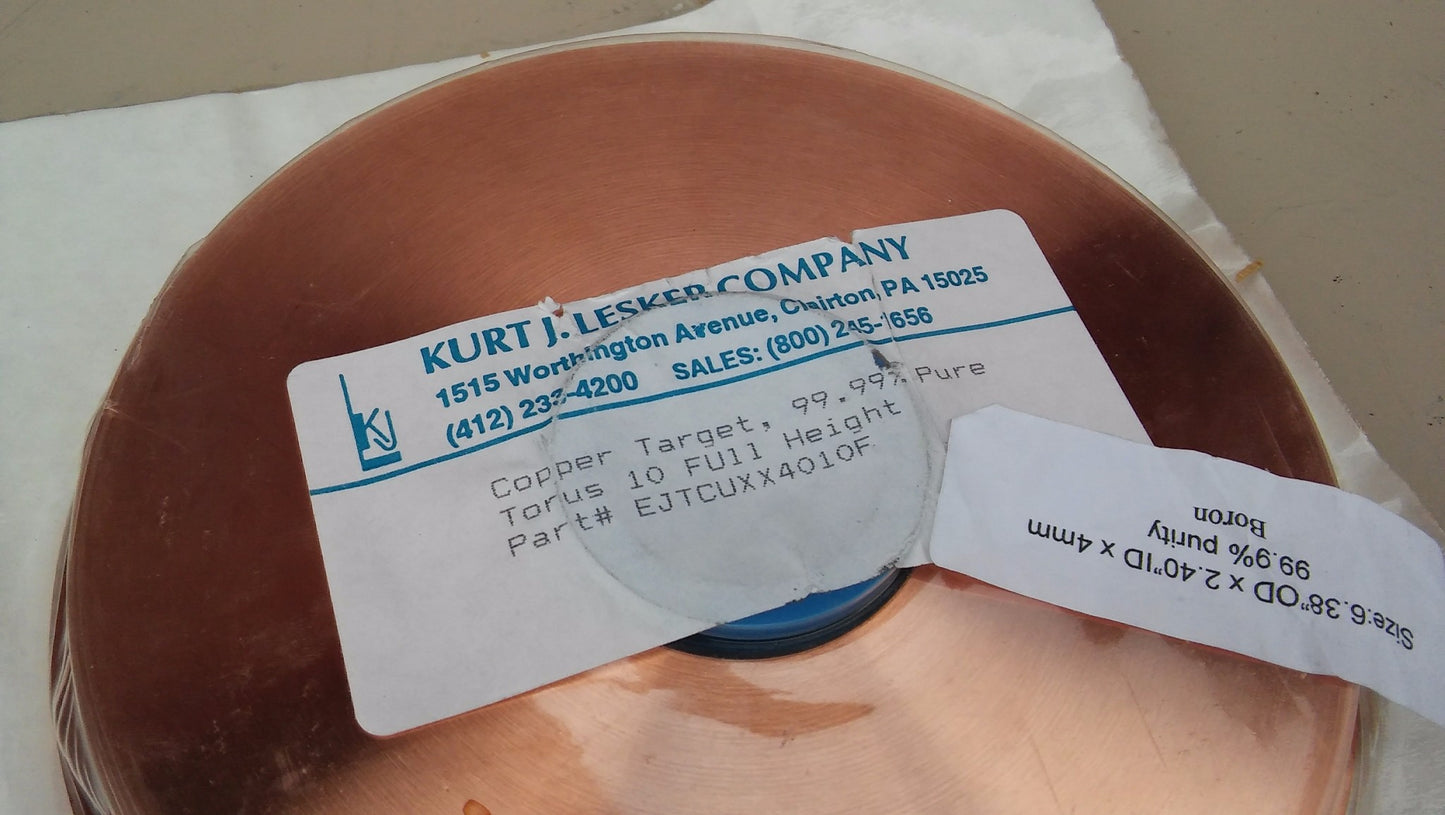 KURT J. LESKER COMPANY
1515 Worthington Avenue, Clairton, PA 15025
(412) 233-4200 SALES: (800) 245-1656
KJL
Copper Target, 99.99% Pure
Torus 10 FUll Height
Part# EJTCUXX4010F
Boron
99.9% purity
Size:6.38"OD x 2.40"ID x 4mm